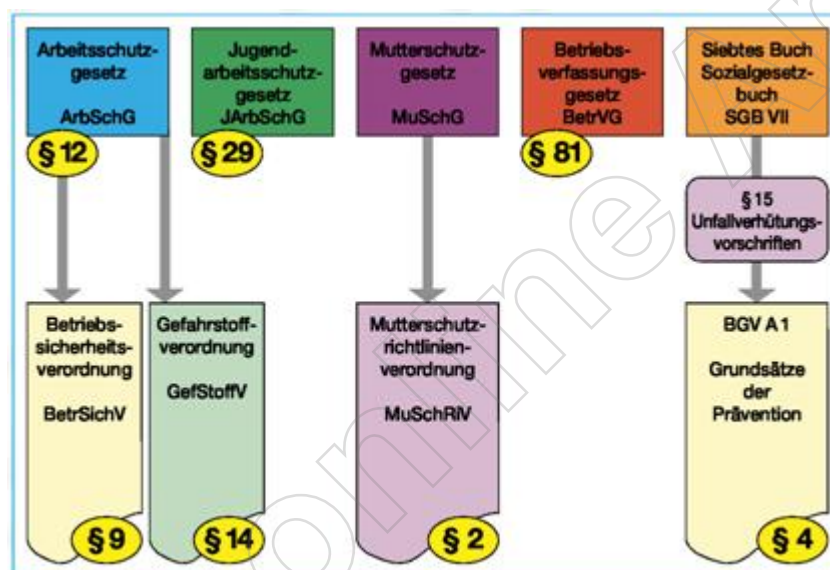 Arbeitsschutz-
gesetz
ArbSchG
§ 12
Jugend-
arbeitsschutz-
gesetz
JArbSchG
§ 29
Mutterschutz-
gesetz
MuSchG
Betriebs-
verfassungs-
gesetz
BetrVG
§ 81
Siebtes Buch
Sozialgesetz-
buch
SGB VII
§ 15
Unfallverhütungs-
vorschriften
Betriebs-
sicherheits-
verordnung
BetrSichV
§ 9
Gefahrstoff-
verordnung
GefStoffV
§ 14
Mutterschutz-
richtlinien-
verordnung
MuSchRiV
§ 2
BGV A 1
Grundsätze
der
Prävention
§ 4
online